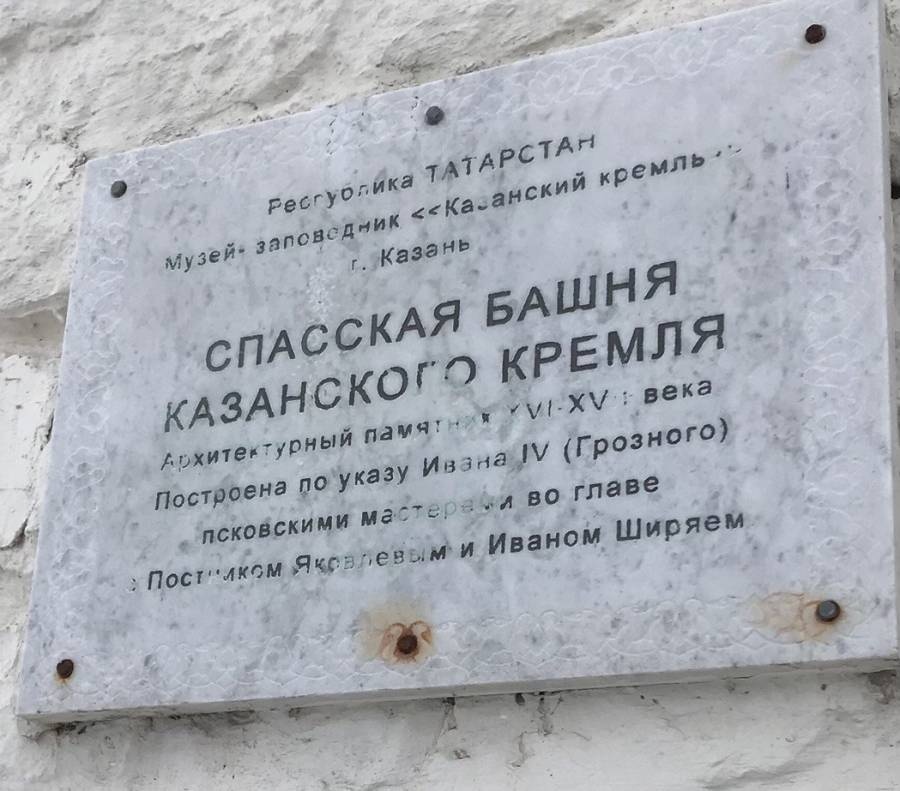 Республика ТАТАРСТАН
Музей- заповедник <<Казанский кремль>>
г. Казань
СПАССКАЯ БАШНЯ
КАЗАНСКОГО КРЕМЛЯ
Архитектурный памятник века
Построена по указу Ивана IV (Грозного)
псковскими мастерами во главе
с Постником Яковлевым и Иваном Ширяем